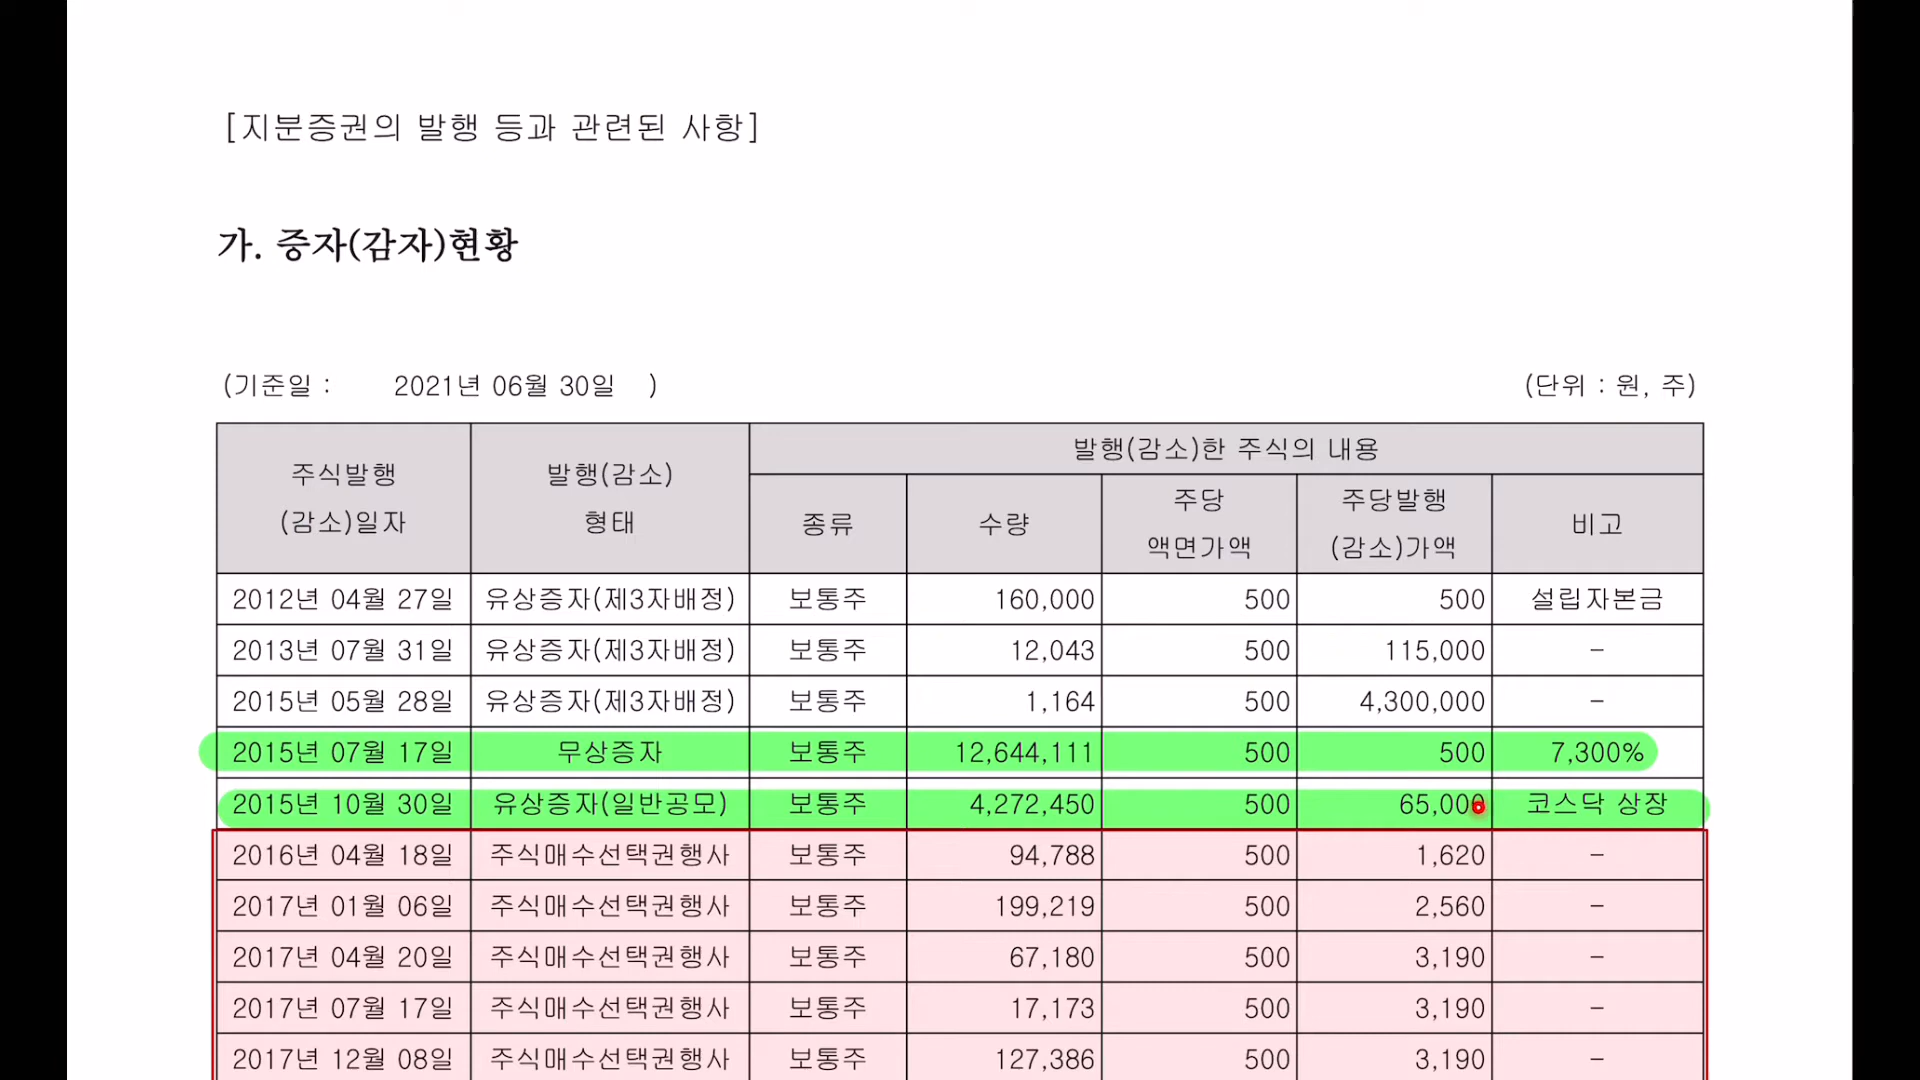 [지분증권의 발행 등과 관련된 사항]
가. 증자(감자)현황
(기준일 : 2021년 06월 30일 ) (단위 : 원, 주)
주식발행 (감소)일자 발행(감소) 형태 발행(감소)한 주식의 내용
종류 수량 주당 액면가액 주당발행 (감소)가액 비고
2012년 04월 27일 유상증자(제3자배정) 보통주 160,000 500 500 설립자본금
2013년 07월 31일 유상증자(제3자배정) 보통주 12,043 500 115,000 -
2015년 05월 28일 유상증자(제3자배정) 보통주 1,164 500 4,300,000 -
2015년 07월 17일 무상증자 보통주 12,644,111 500 500 7,300%
2015년 10월 30일 유상증자(일반공모) 보통주 4,272,450 500 65,000 코스닥 상장
2016년 04월 18일 주식매수선택권행사 보통주 94,788 500 1,620 -
2017년 01월 06일 주식매수선택권행사 보통주 199,219 500 2,560 -
2017년 04월 20일 주식매수선택권행사 보통주 67,180 500 3,190 -
2017년 07월 17일 주식매수선택권행사 보통주 17,173 500 3,190 -
2017년 12월 08일 주식매수선택권행사 보통주 127,386 500 3,190 -